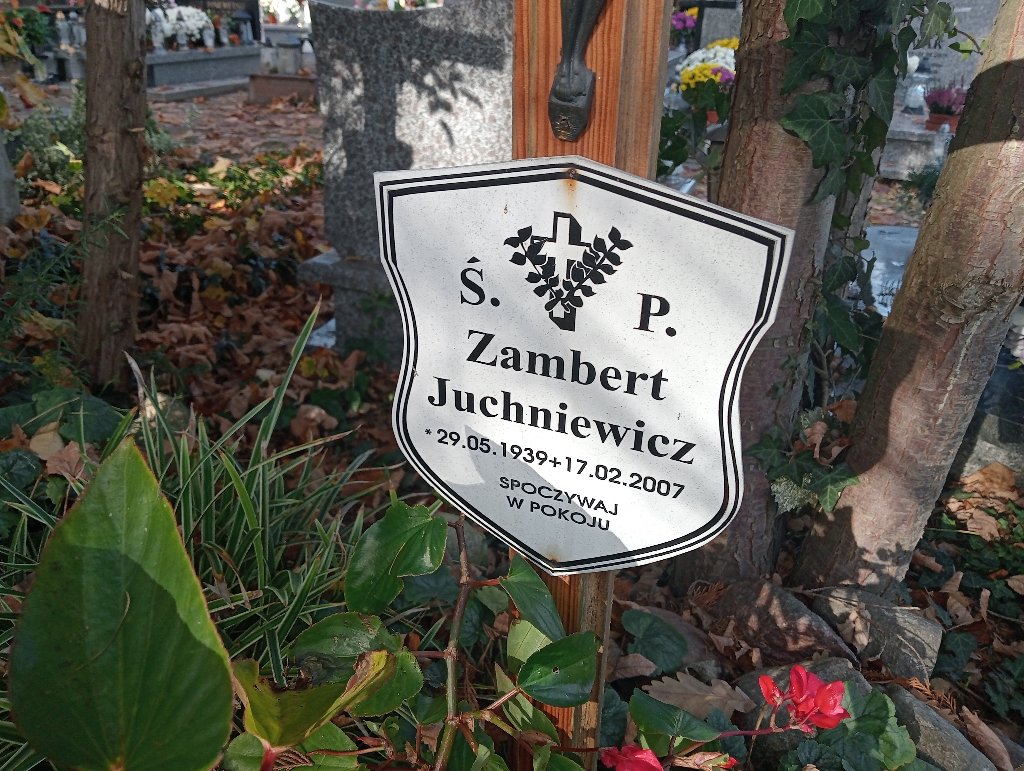 Ś. P.
Zambert
Juchniewicz
* 29.05.1939+17.02.2007
SPOCZYWAJ
W POKOJU